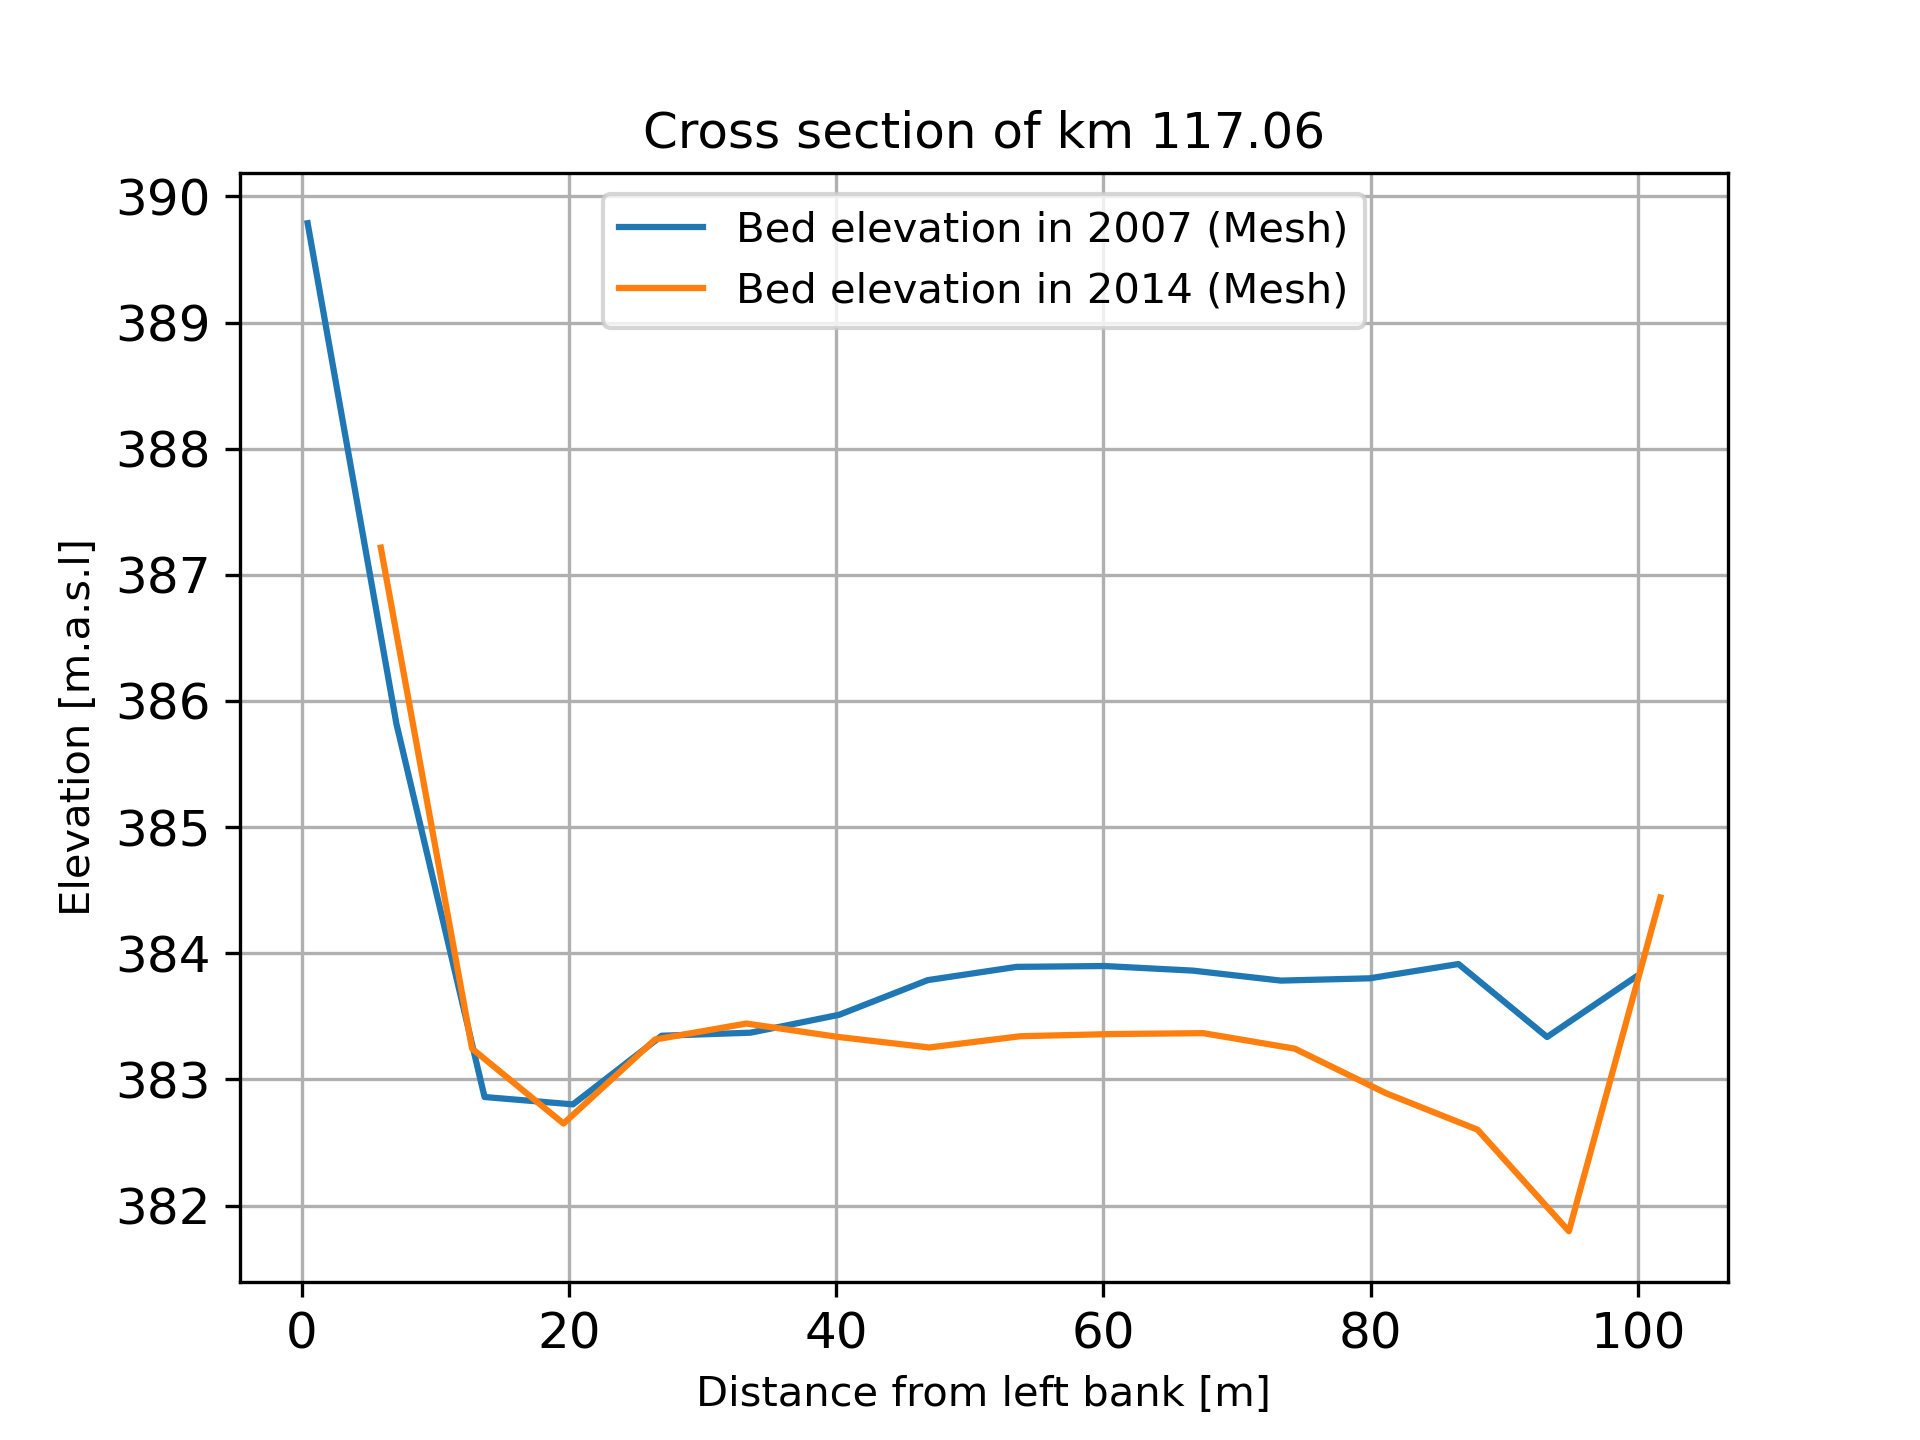 Cross section of km 117.06
Bed elevation in 2007 (Mesh)
Bed elevation in 2014 (Mesh)
Elevation [m.a.s.l]
390
389
388
387
386
385
384
383
382
0 20 40 60 80 100
Distance from left bank [m]